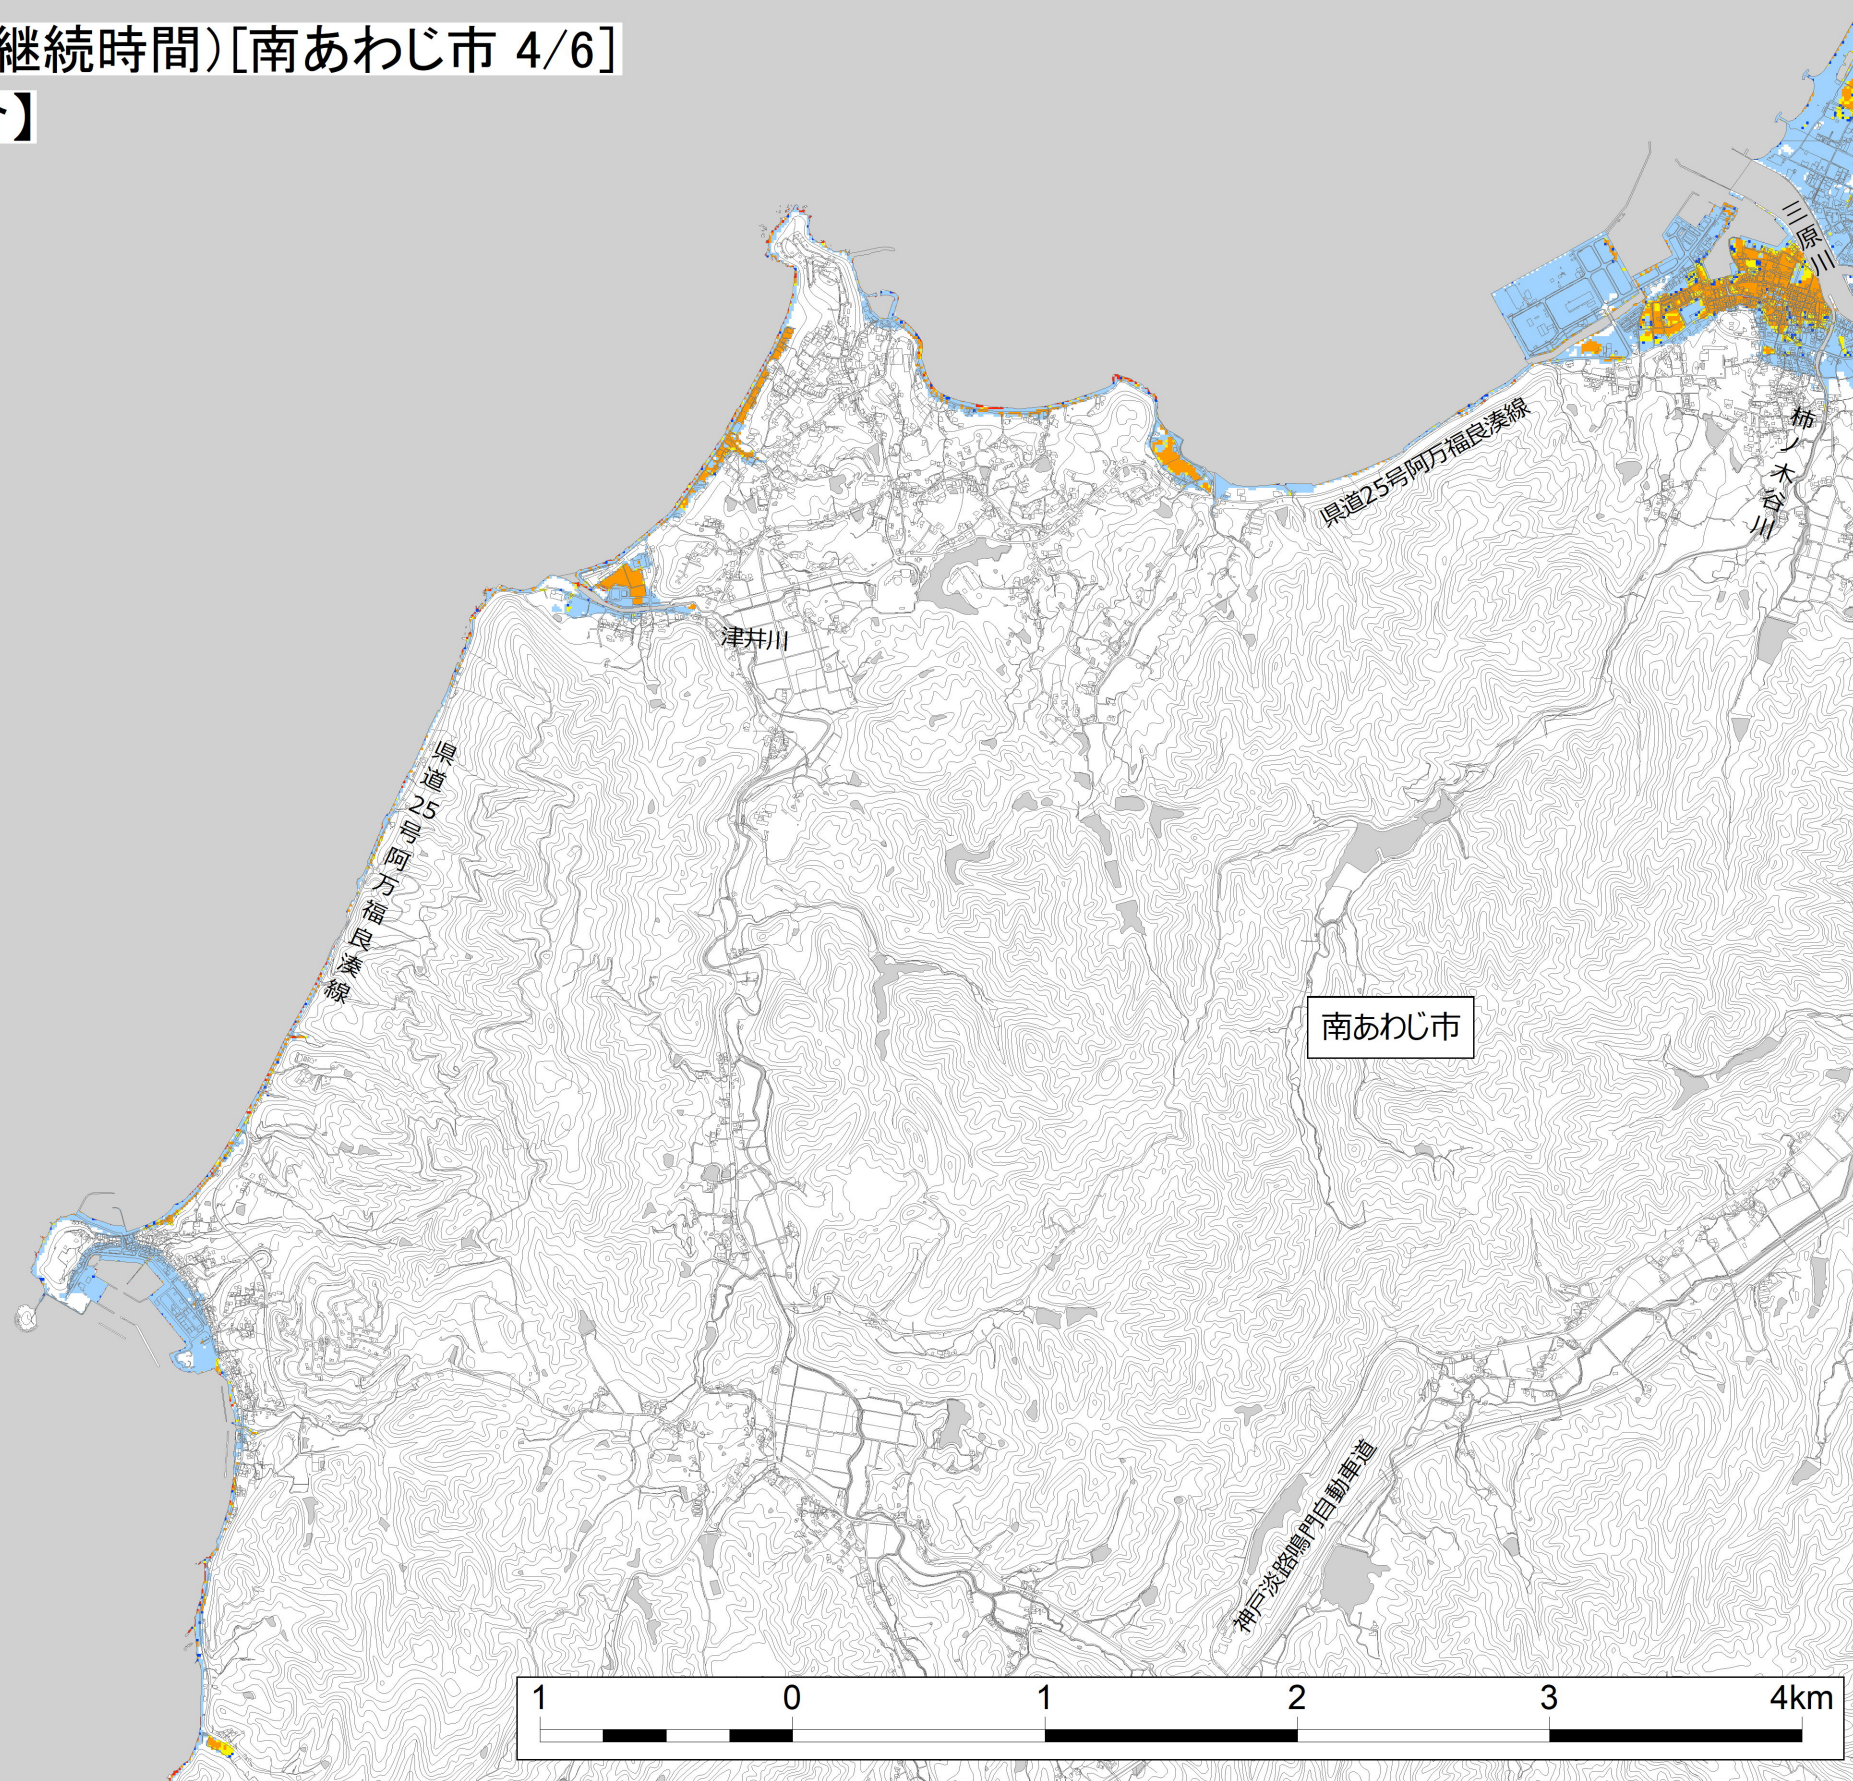 継続時間)[南あわじ市 4/6]
】
三原川
県道25号阿万福良湊線
柿ノ木谷川
津井川
県道25号阿万福良湊線
南あわじ市
神戸淡路鳴門自動車道
1 0 1 2 3 4km